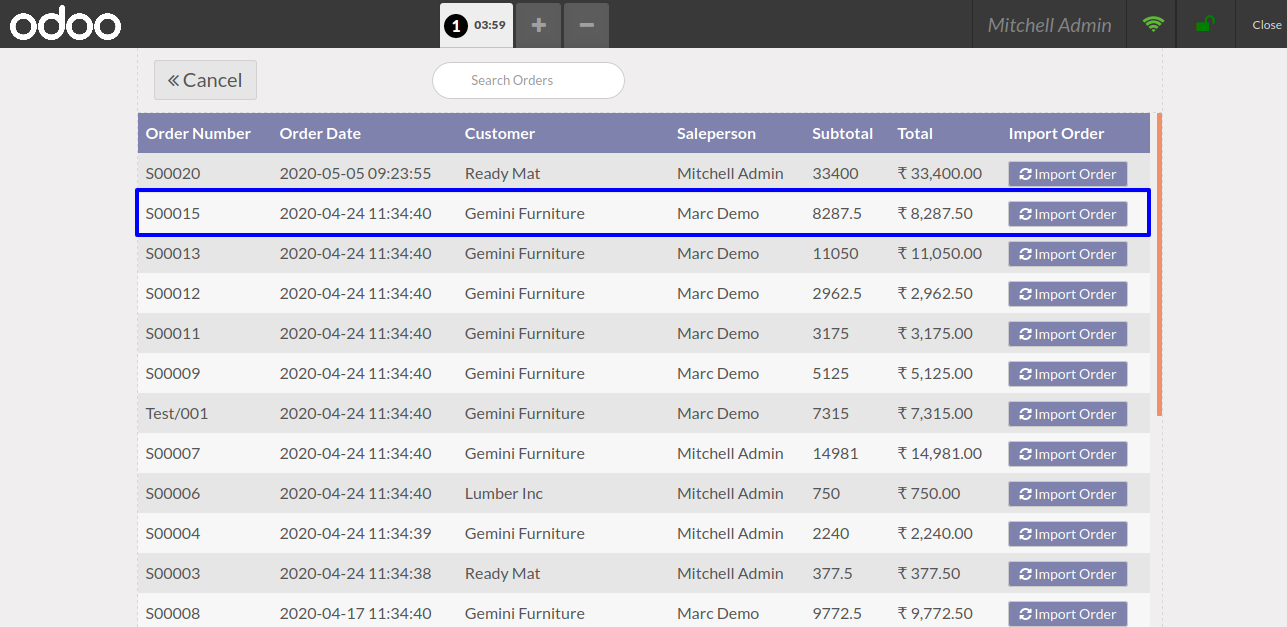 odoo 1 03:59 + − Mitchell Admin Close
« Cancel Search Orders
Order Number Order Date Customer Saleperson Subtotal Total Import Order
S00020 2020-05-05 09:23:55 Ready Mat Mitchell Admin 33400 ₹ 33,400.00 Import Order
S00015 2020-04-24 11:34:40 Gemini Furniture Marc Demo 8287.5 ₹ 8,287.50 Import Order
S00013 2020-04-24 11:34:40 Gemini Furniture Marc Demo 11050 ₹ 11,050.00 Import Order
S00012 2020-04-24 11:34:40 Gemini Furniture Marc Demo 2962.5 ₹ 2,962.50 Import Order
S00011 2020-04-24 11:34:40 Gemini Furniture Marc Demo 3175 ₹ 3,175.00 Import Order
S00009 2020-04-24 11:34:40 Gemini Furniture Marc Demo 5125 ₹ 5,125.00 Import Order
Test/001 2020-04-24 11:34:40 Gemini Furniture Marc Demo 7315 ₹ 7,315.00 Import Order
S00007 2020-04-24 11:34:40 Gemini Furniture Mitchell Admin 14981 ₹ 14,981.00 Import Order
S00006 2020-04-24 11:34:40 Lumber Inc Mitchell Admin 750 ₹ 750.00 Import Order
S00004 2020-04-24 11:34:39 Gemini Furniture Mitchell Admin 2240 ₹ 2,240.00 Import Order
S00003 2020-04-24 11:34:38 Ready Mat Mitchell Admin 377.5 ₹ 377.50 Import Order
S00008 2020-04-17 11:34:40 Gemini Furniture Marc Demo 9772.5 ₹ 9,772.50 Import Order